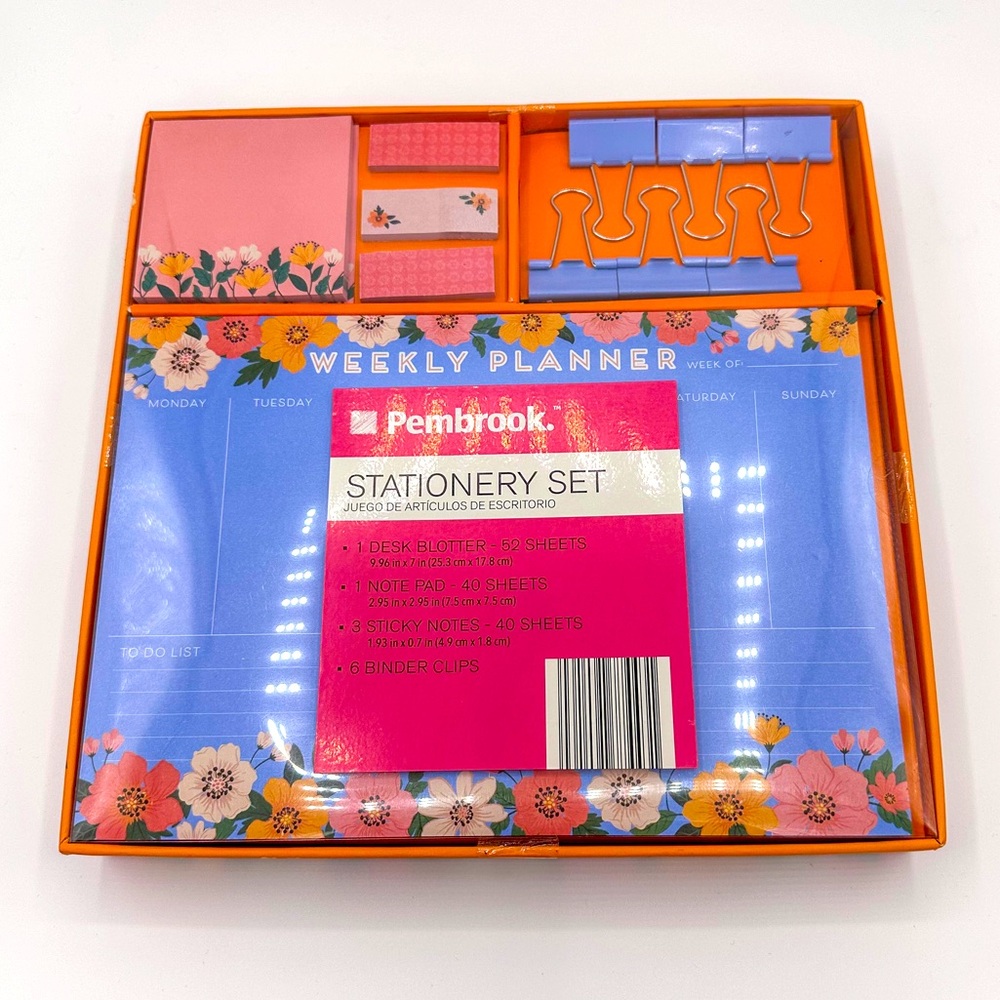 WEEKLY PLANNER
WEEK OF:
MONDAY TUESDAY SUNDAY
Pembrook.™
STATIONERY SET
JUEGO DE ARTÍCULOS DE ESCRITORIO
▪ 1 DESK BLOTTER - 52 SHEETS
9.96 in x 7 in (25.3 cm x 17.8 cm)
▪ 1 NOTE PAD - 40 SHEETS
2.95 in x 2.95 in (7.5 cm x 7.5 cm)
▪ 3 STICKY NOTES - 40 SHEETS
1.93 in x 0.7 in (4.9 cm x 1.8 cm)
▪ 6 BINDER CLIPS
TO DO LIST